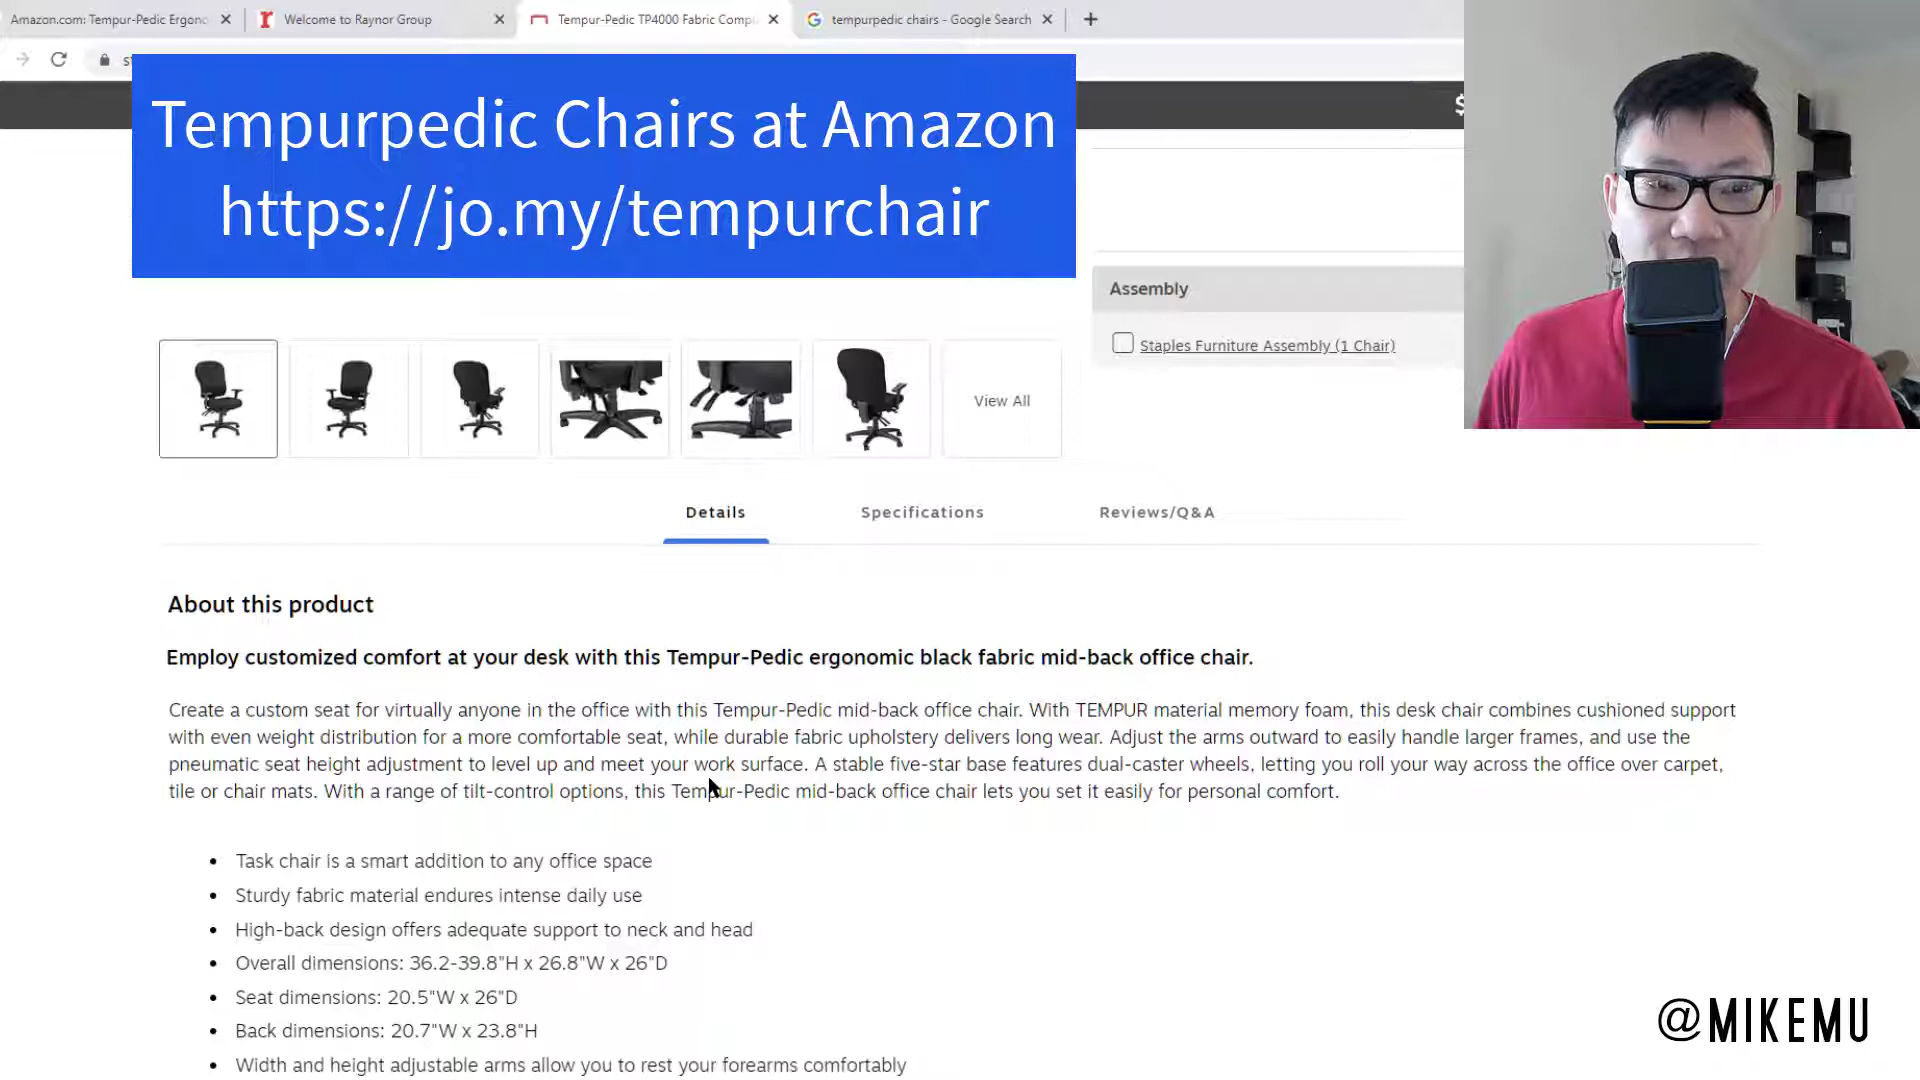 Amazon.com: Tempur-Pedic Ergono
Welcome to Raynor Group
Tempur-Pedic TP4000 Fabric Compu
tempurpedic chairs - Google Search
Tempurpedic Chairs at Amazon
https://jo.my/tempurchair
$
Assembly
Staples Furniture Assembly (1 Chair)
View All
Details
Specifications
Reviews/Q&A
About this product
Employ customized comfort at your desk with this Tempur-Pedic ergonomic black fabric mid-back office chair.
Create a custom seat for virtually anyone in the office with this Tempur-Pedic mid-back office chair. With TEMPUR material memory foam, this desk chair combines cushioned support
with even weight distribution for a more comfortable seat, while durable fabric upholstery delivers long wear. Adjust the arms outward to easily handle larger frames, and use the
pneumatic seat height adjustment to level up and meet your work surface. A stable five-star base features dual-caster wheels, letting you roll your way across the office over carpet,
tile or chair mats. With a range of tilt-control options, this Tempur-Pedic mid-back office chair lets you set it easily for personal comfort.
Task chair is a smart addition to any office space
Sturdy fabric material endures intense daily use
High-back design offers adequate support to neck and head
Overall dimensions: 36.2-39.8"H x 26.8"W x 26"D
Seat dimensions: 20.5"W x 26"D
Back dimensions: 20.7"W x 23.8"H
Width and height adjustable arms allow you to rest your forearms comfortably
@MIKEMU